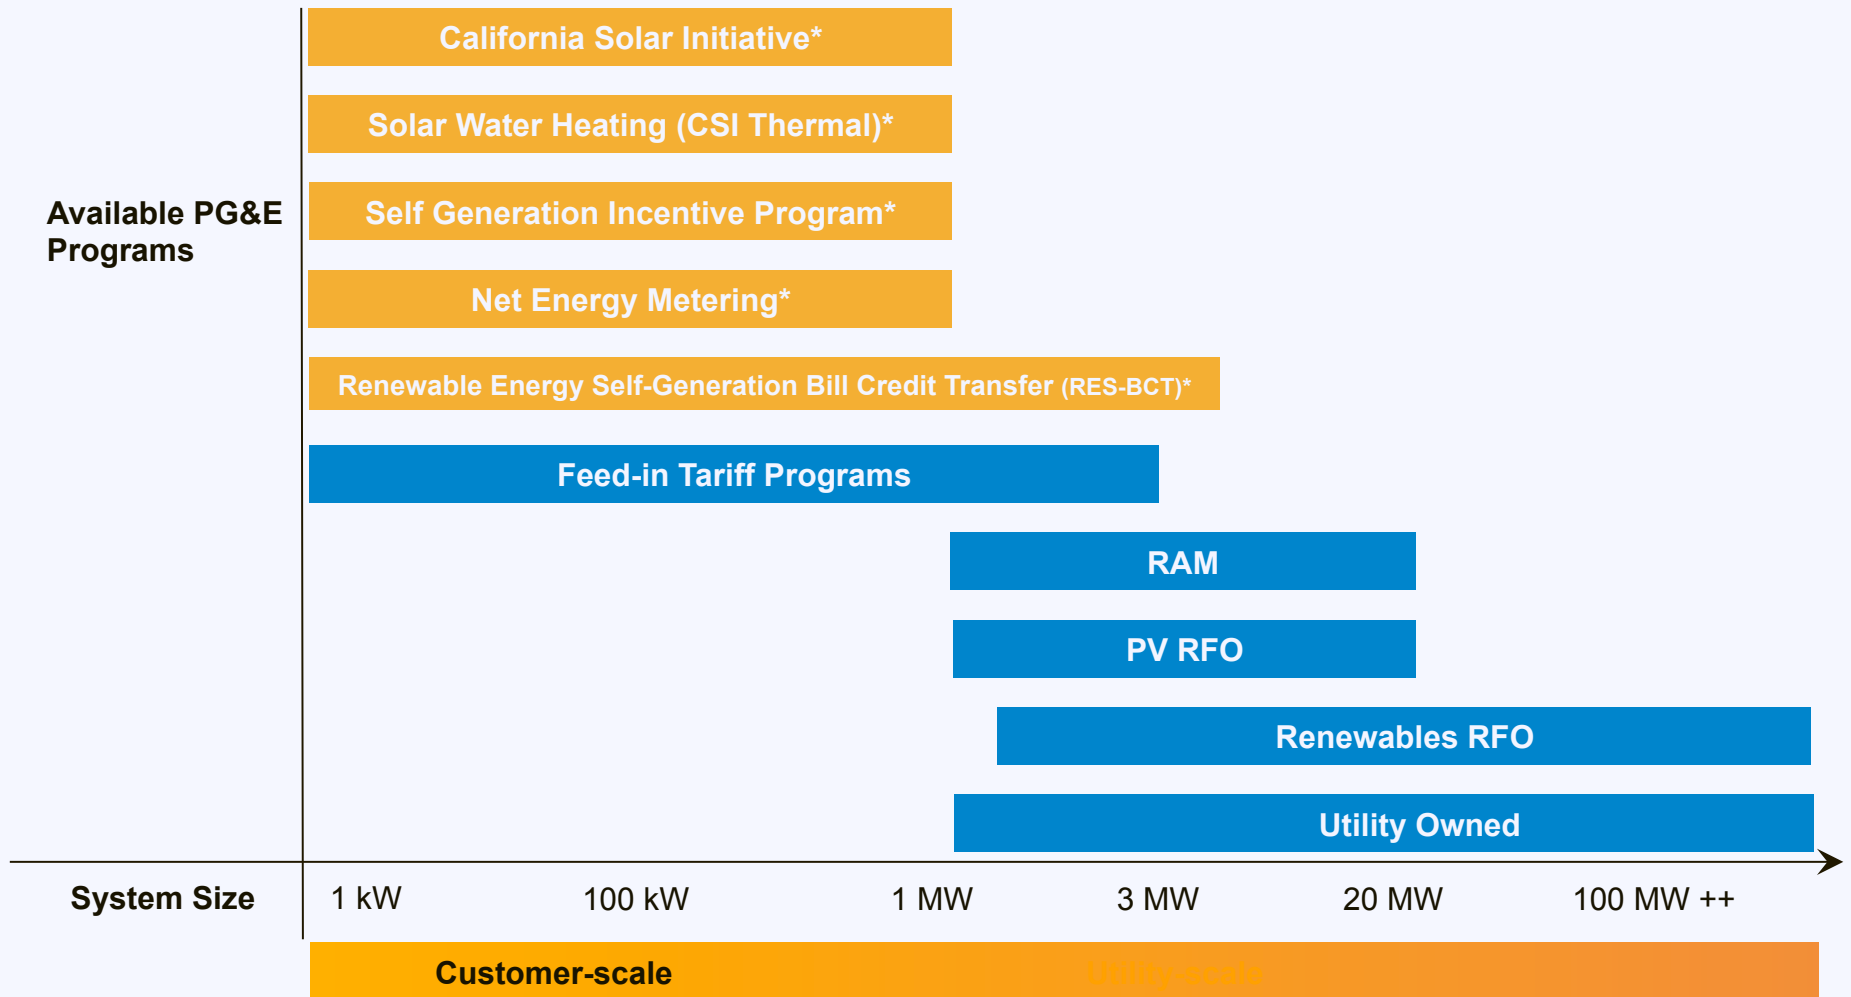 California Solar Initiative*
Solar Water Heating (CSI Thermal)*
Available PG&E
Programs
Self Generation Incentive Program*
Net Energy Metering*
Renewable Energy Self-Generation Bill Credit Transfer (RES-BCT)*
Feed-in Tariff Programs
RAM
PV RFO
Renewables RFO
Utility Owned
System Size
1 kW
100 kW
1 MW
3 MW
20 MW
100 MW ++
Customer-scale
Utility-scale